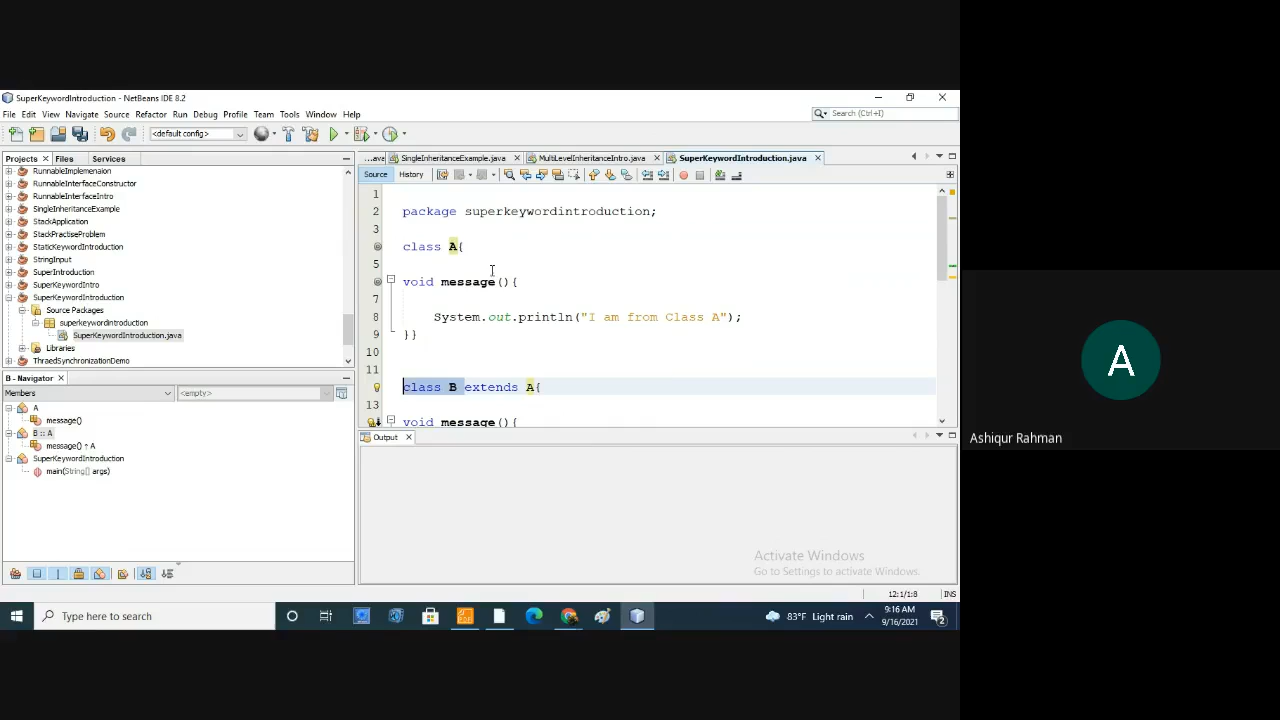 SuperKeywordIntroduction - NetBeans IDE 8.2
File Edit View Navigate Source Refactor Run Debug Profile Team Tools Window Help
Search (Ctrl+I)
<default config>
Projects Files Services
...ava SingleInheritanceExample.java MultiLevelInheritanceIntro.java SuperKeywordIntroduction.java
Source History
RunnableImplemenaion
RunnableInterfaceConstructor
RunnableInterfaceIntro
SingleInheritanceExample
StackApplication
StackPractiseProblem
StaticKeywordIntroduction
StringInput
SuperIntroduction
SuperKeywordIntro
SuperKeywordIntroduction
Source Packages
superkeywordintroduction
SuperKeywordIntroduction.java
Libraries
ThraedSynchronizationDemo
1
2 package superkeywordintroduction;
3
class A{
5
void message(){
7
8 System.out.println("I am from Class A");
9 }}
10
11
class B extends A{
13
void message(){
B - Navigator
Members <empty>
A
message()
B :: A
message() ↑ A
SuperKeywordIntroduction
main(String[] args)
Output
Activate Windows
Go to Settings to activate Windows.
12:1/1:8 INS
Type here to search
83°F Light rain
9:16 AM
9/16/2021
2
A
Ashiqur Rahman